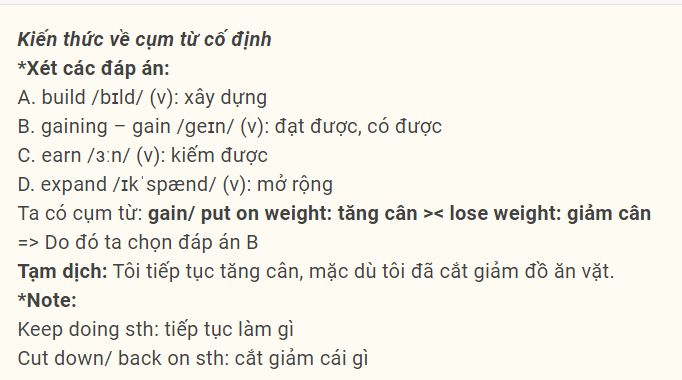 Kiến thức về cụm từ cố định
*Xét các đáp án:
A. build /bɪld/ (v): xây dựng
B. gaining – gain /ɡeɪn/ (v): đạt được, có được
C. earn /ɜːn/ (v): kiếm được
D. expand /ɪkˈspænd/ (v): mở rộng
Ta có cụm từ: gain/ put on weight: tăng cân >< lose weight: giảm cân
=> Do đó ta chọn đáp án B
Tạm dịch: Tôi tiếp tục tăng cân, mặc dù tôi đã cắt giảm đồ ăn vặt.
*Note:
Keep doing sth: tiếp tục làm gì
Cut down/ back on sth: cắt giảm cái gì